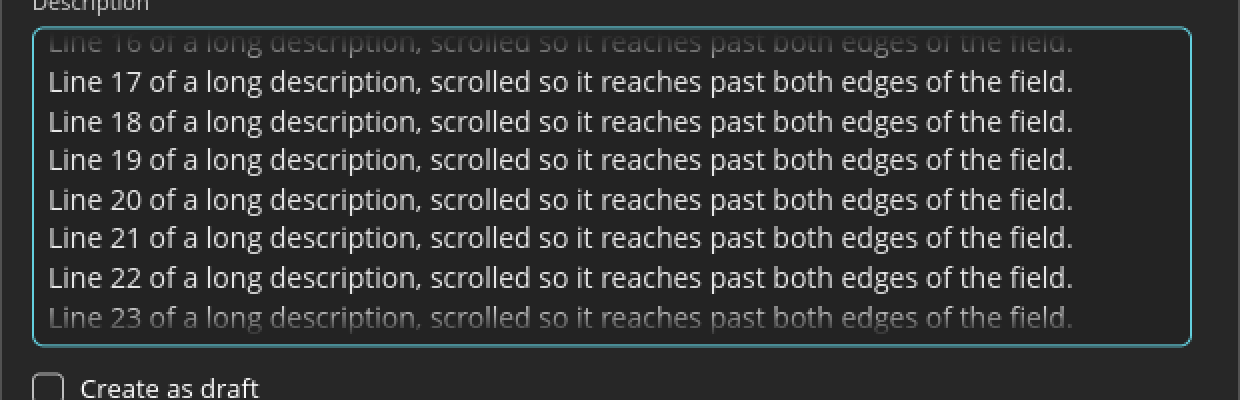 Description
Line 16 of a long description, scrolled so it reaches past both edges of the field.
Line 17 of a long description, scrolled so it reaches past both edges of the field.
Line 18 of a long description, scrolled so it reaches past both edges of the field.
Line 19 of a long description, scrolled so it reaches past both edges of the field.
Line 20 of a long description, scrolled so it reaches past both edges of the field.
Line 21 of a long description, scrolled so it reaches past both edges of the field.
Line 22 of a long description, scrolled so it reaches past both edges of the field.
Line 23 of a long description, scrolled so it reaches past both edges of the field.
Create as draft